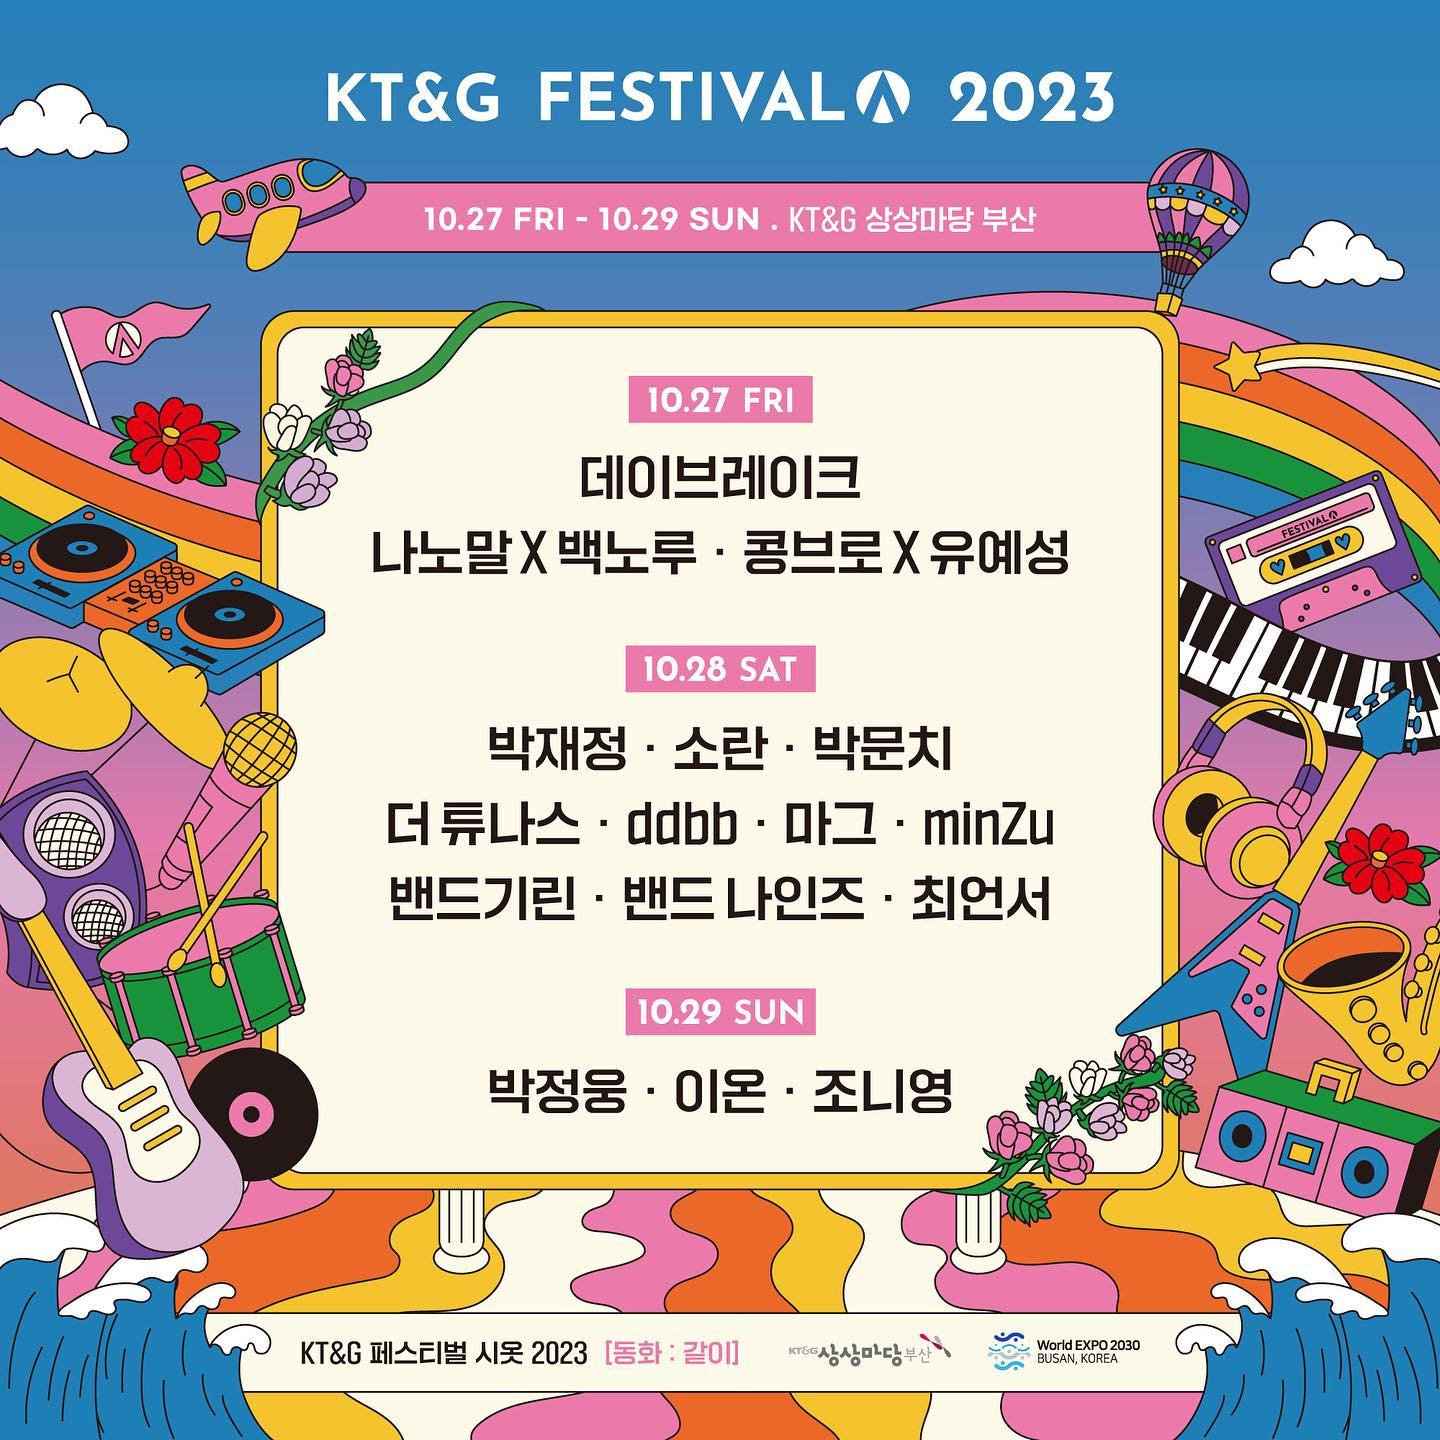 KT&G FESTIVAL 2023
10.27 FRI - 10.29 SUN . KT&G 상상마당 부산
10.27 FRI
데이브레이크
나노말 X 백노루 · 콩브로 X 유예성
10.28 SAT
박재정 · 소란 · 박문치
더 튜나스 · ddbb · 마그 · minZu
밴드기린 · 밴드 나인즈 · 최언서
10.29 SUN
박정웅 · 이온 · 조니영
FESTIVAL
KT&G 페스티벌 시옷 2023 [동화 : 같이]
KT&G 상상마당 부산
World EXPO 2030
BUSAN, KOREA